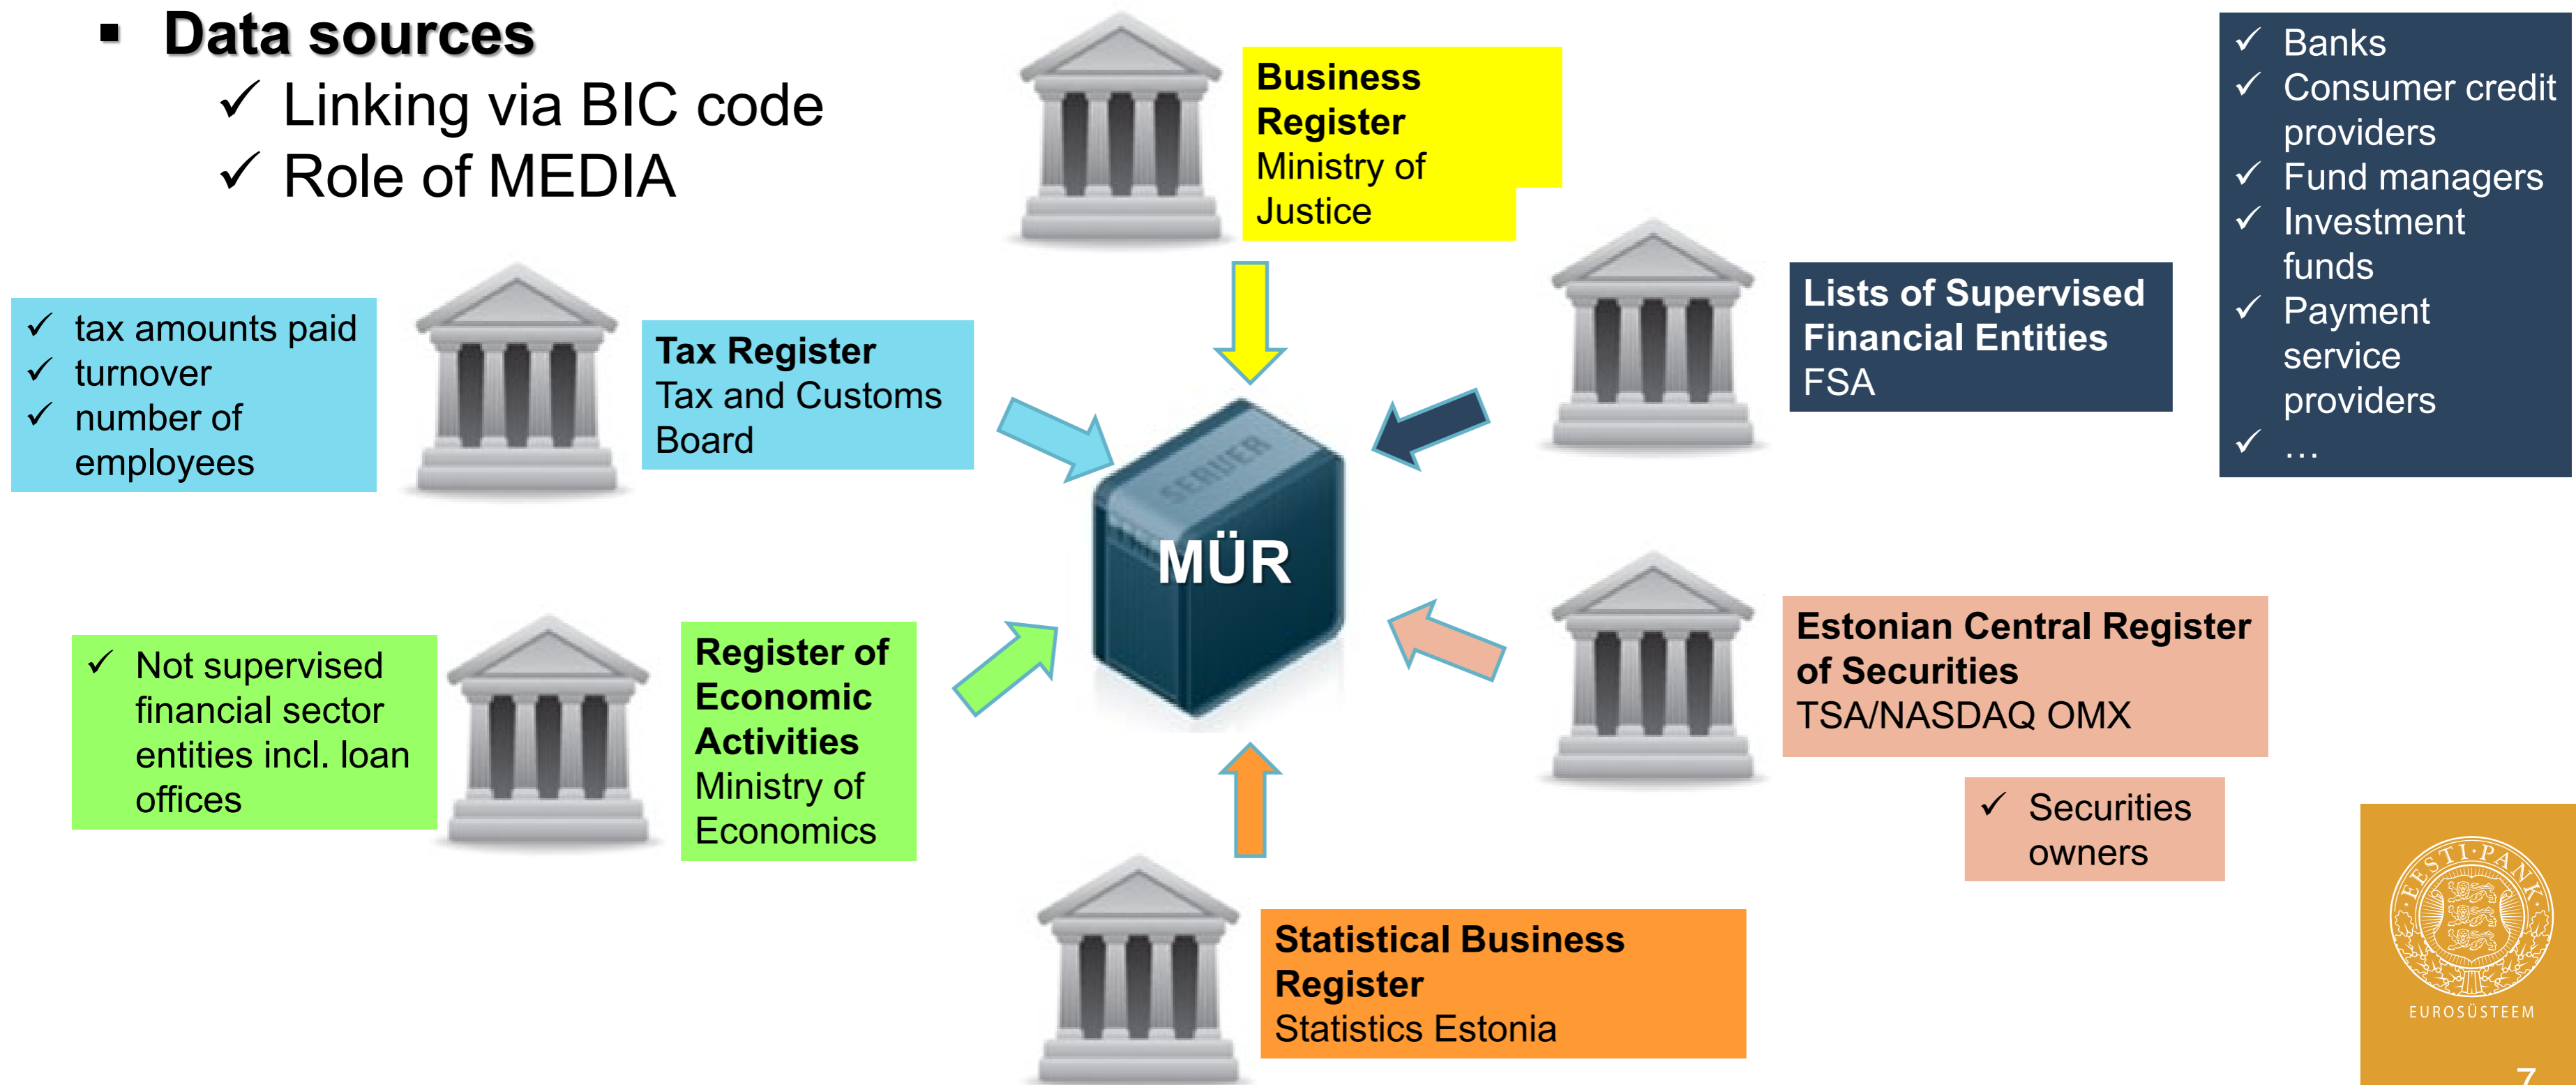 ▪ Data sources
✓ Linking via BIC code
✓ Role of MEDIA
Business
Register
Ministry of
Justice
✓ Banks
✓ Consumer credit
providers
✓ Fund managers
✓ Investment
funds
✓ Payment
service
providers
✓ …
Lists of Supervised
Financial Entities
FSA
✓ tax amounts paid
✓ turnover
✓ number of
employees
Tax Register
Tax and Customs
Board
SERVER
MÜR
✓ Not supervised
financial sector
entities incl. loan
offices
Register of
Economic
Activities
Ministry of
Economics
Estonian Central Register
of Securities
TSA/NASDAQ OMX
✓ Securities
owners
Statistical Business
Register
Statistics Estonia
EESTI·PANK
EUROSÜSTEEM
7